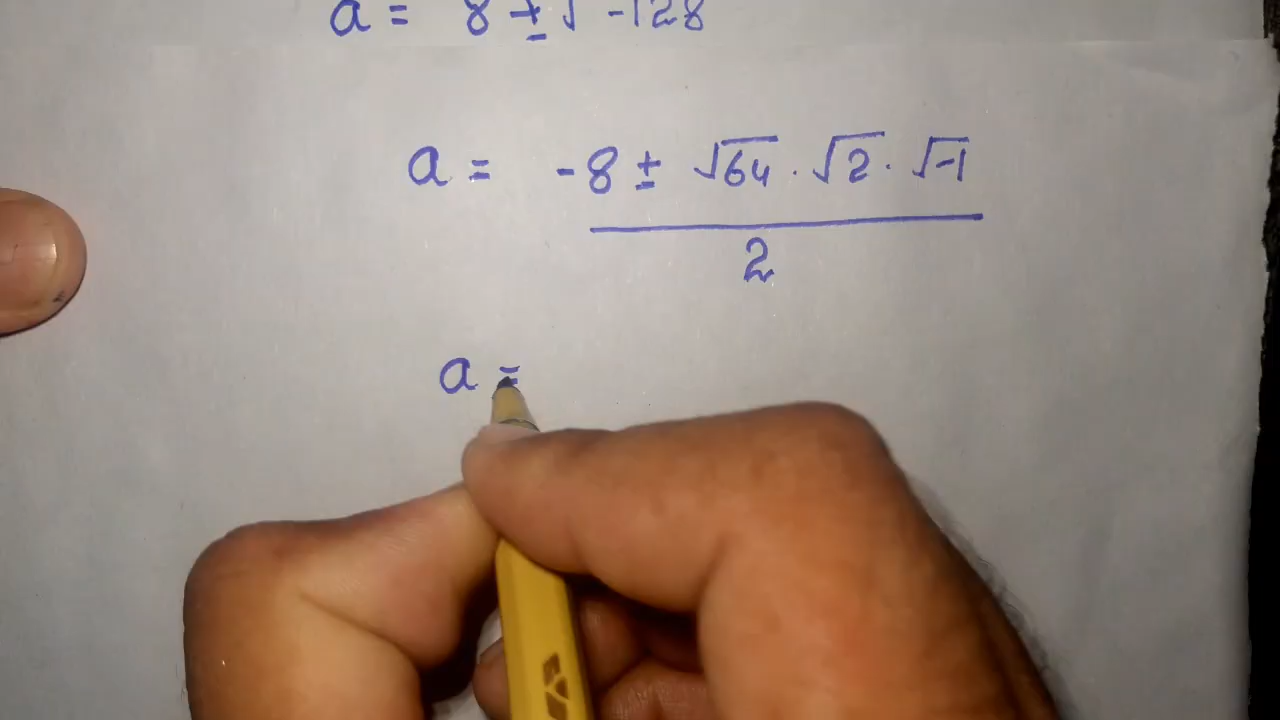 a = 8 ± √-128
a = -8 ± √64 · √2 · √-1
2
a =